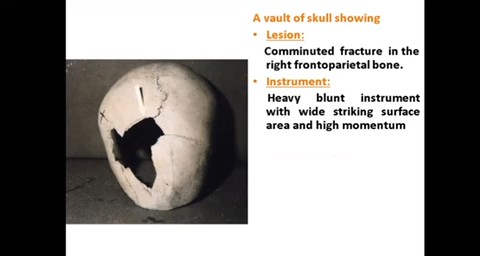 A vault of skull showing
• Lesion:
Comminuted fracture in the
right frontoparietal bone.
• Instrument:
Heavy blunt instrument
with wide striking surface
area and high momentum